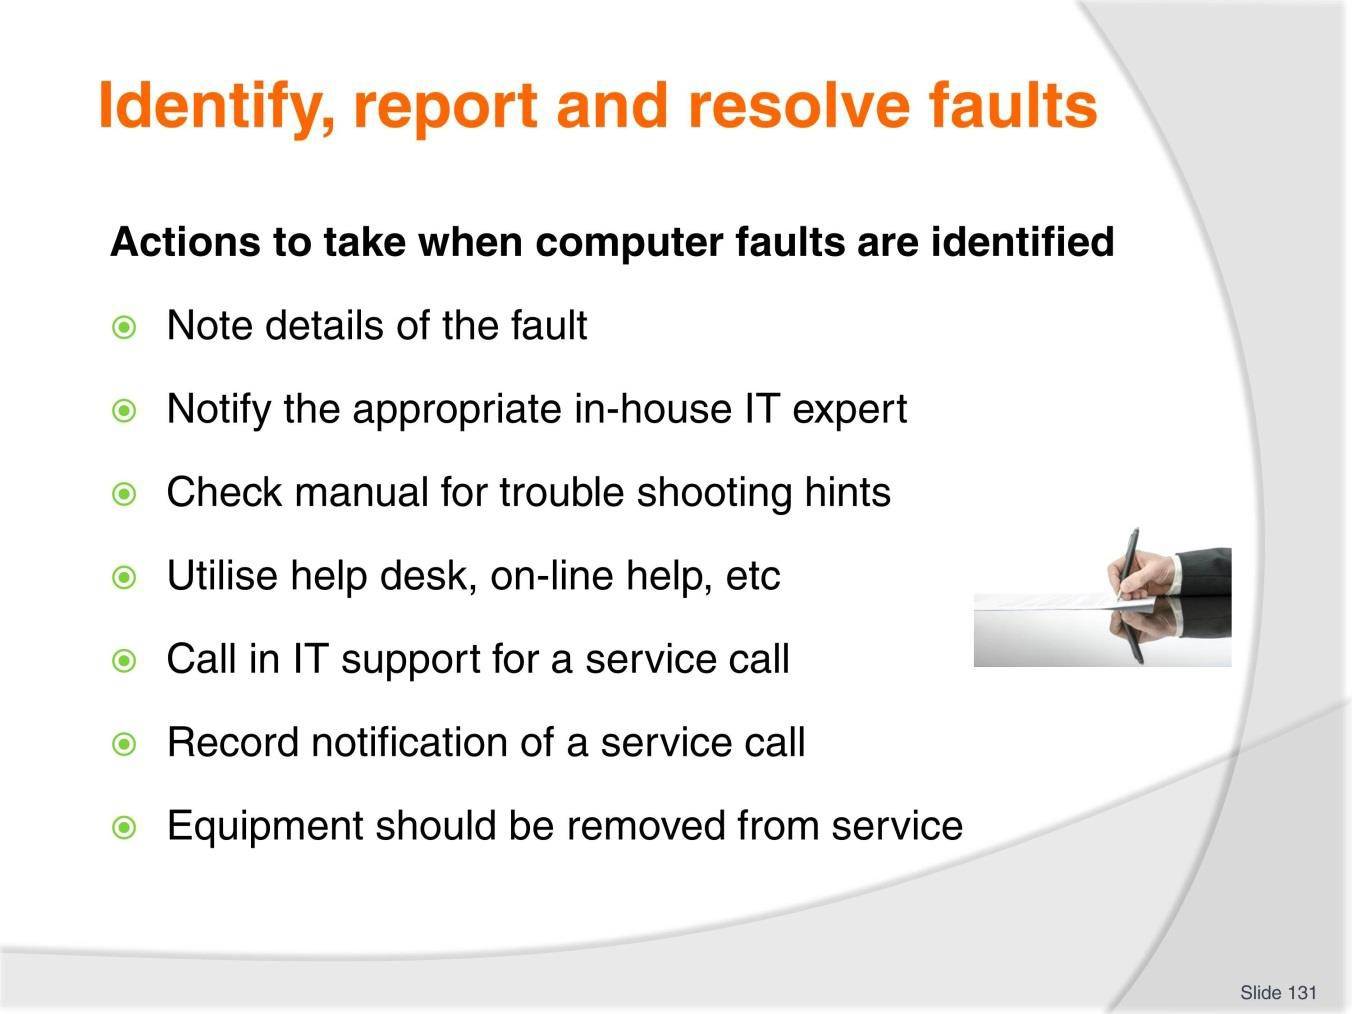 Identify, report and resolve faults
Actions to take when computer faults are identified
Note details of the fault
Notify the appropriate in-house IT expert
Check manual for trouble shooting hints
Utilise help desk, on-line help, etc
Call in IT support for a service call
Record notification of a service call
Equipment should be removed from service
Slide 131